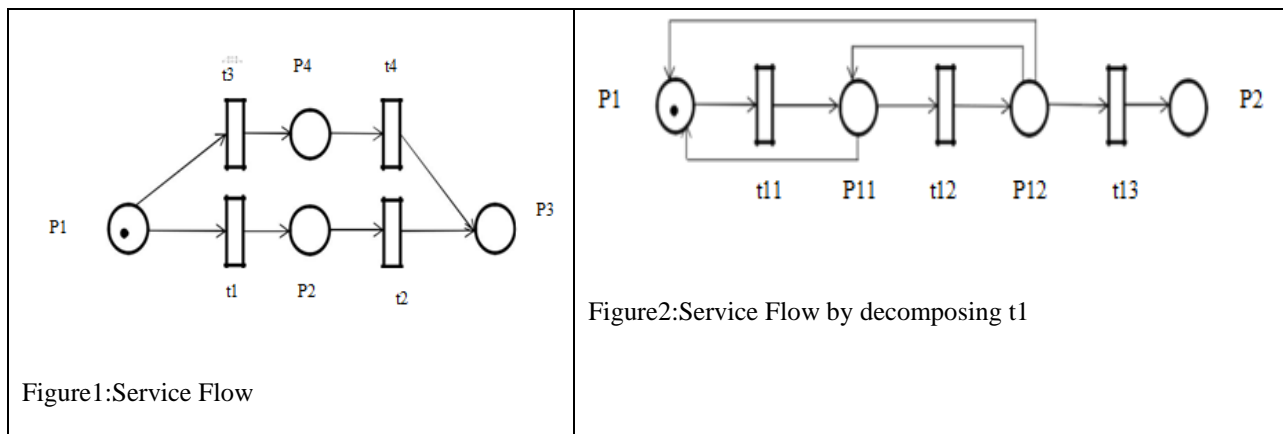 t3
P4
t4
P1
P3
t1
P2
t2
Figure1:Service Flow
P1
P2
t11
P11
t12
P12
t13
Figure2:Service Flow by decomposing t1